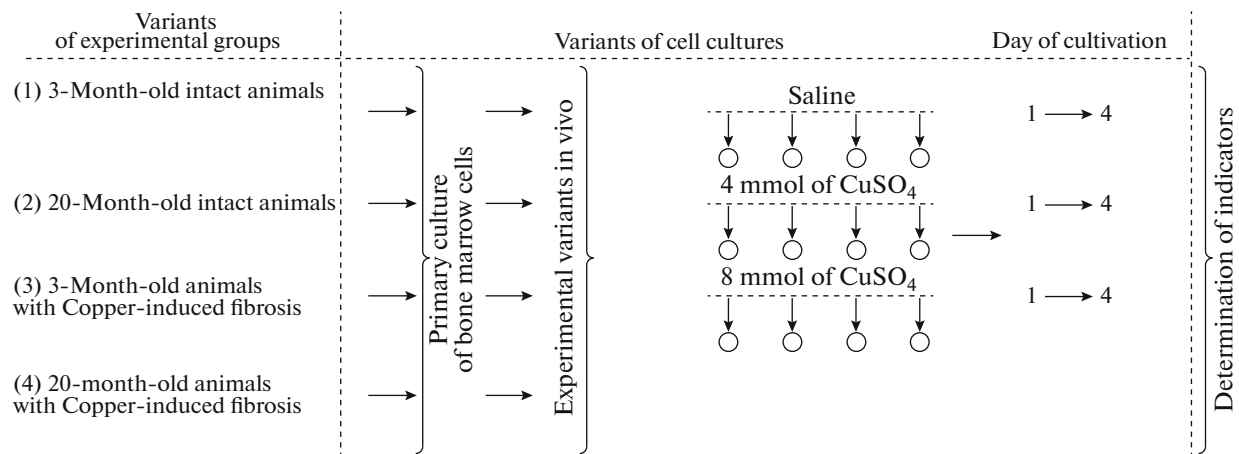 Variants
of experimental groups
Variants of cell cultures
Day of cultivation
(1) 3-Month-old intact animals
(2) 20-Month-old intact animals
(3) 3-Month-old animals
with Copper-induced fibrosis
(4) 20-month-old animals
with Copper-induced fibrosis
Primary culture
of bone marrow cells
Experimental variants in vivo
Saline
4 mmol of CuSO₄
8 mmol of CuSO₄
1 4
1 4
1 4
Determination of indicators